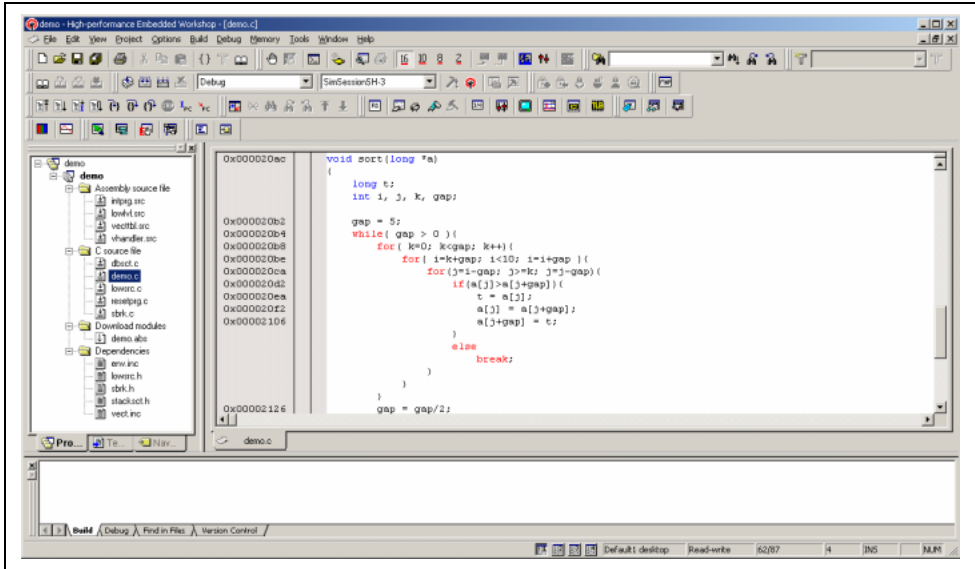 demo - High-performance Embedded Workshop - [demo.c]
File Edit View Project Options Build Debug Memory Tools Window Help
Debug SimSessionSH-3
demo
demo
Assembly source file
intprg.src
lowlvl.src
vecttbl.src
vhandler.src
C source file
dbsct.c
demo.c
lowsrc.c
resetprg.c
sbrk.c
Download modules
demo.abs
Dependencies
env.inc
lowsrc.h
sbrk.h
stacksct.h
vect.inc
Pro... Te... Nav...
0x000020ac void sort(long *a)
{
long t;
int i, j, k, gap;
0x000020b2 gap = 5;
0x000020b4 while( gap > 0 ){
0x000020b8 for( k=0; k<gap; k++){
0x000020be for( i=k+gap; i<10; i=i+gap ){
0x000020ca for(j=i-gap; j>=k; j=j-gap){
0x000020d2 if(a[j]>a[j+gap]){
0x000020ea t = a[j];
0x000020f2 a[j] = a[j+gap];
0x00002106 a[j+gap] = t;
}
else
break;
}
}
}
0x00002126 gap = gap/2;
demo.c
Build Debug Find in Files Version Control
Default1 desktop Read-write 62/87 4 INS NUM